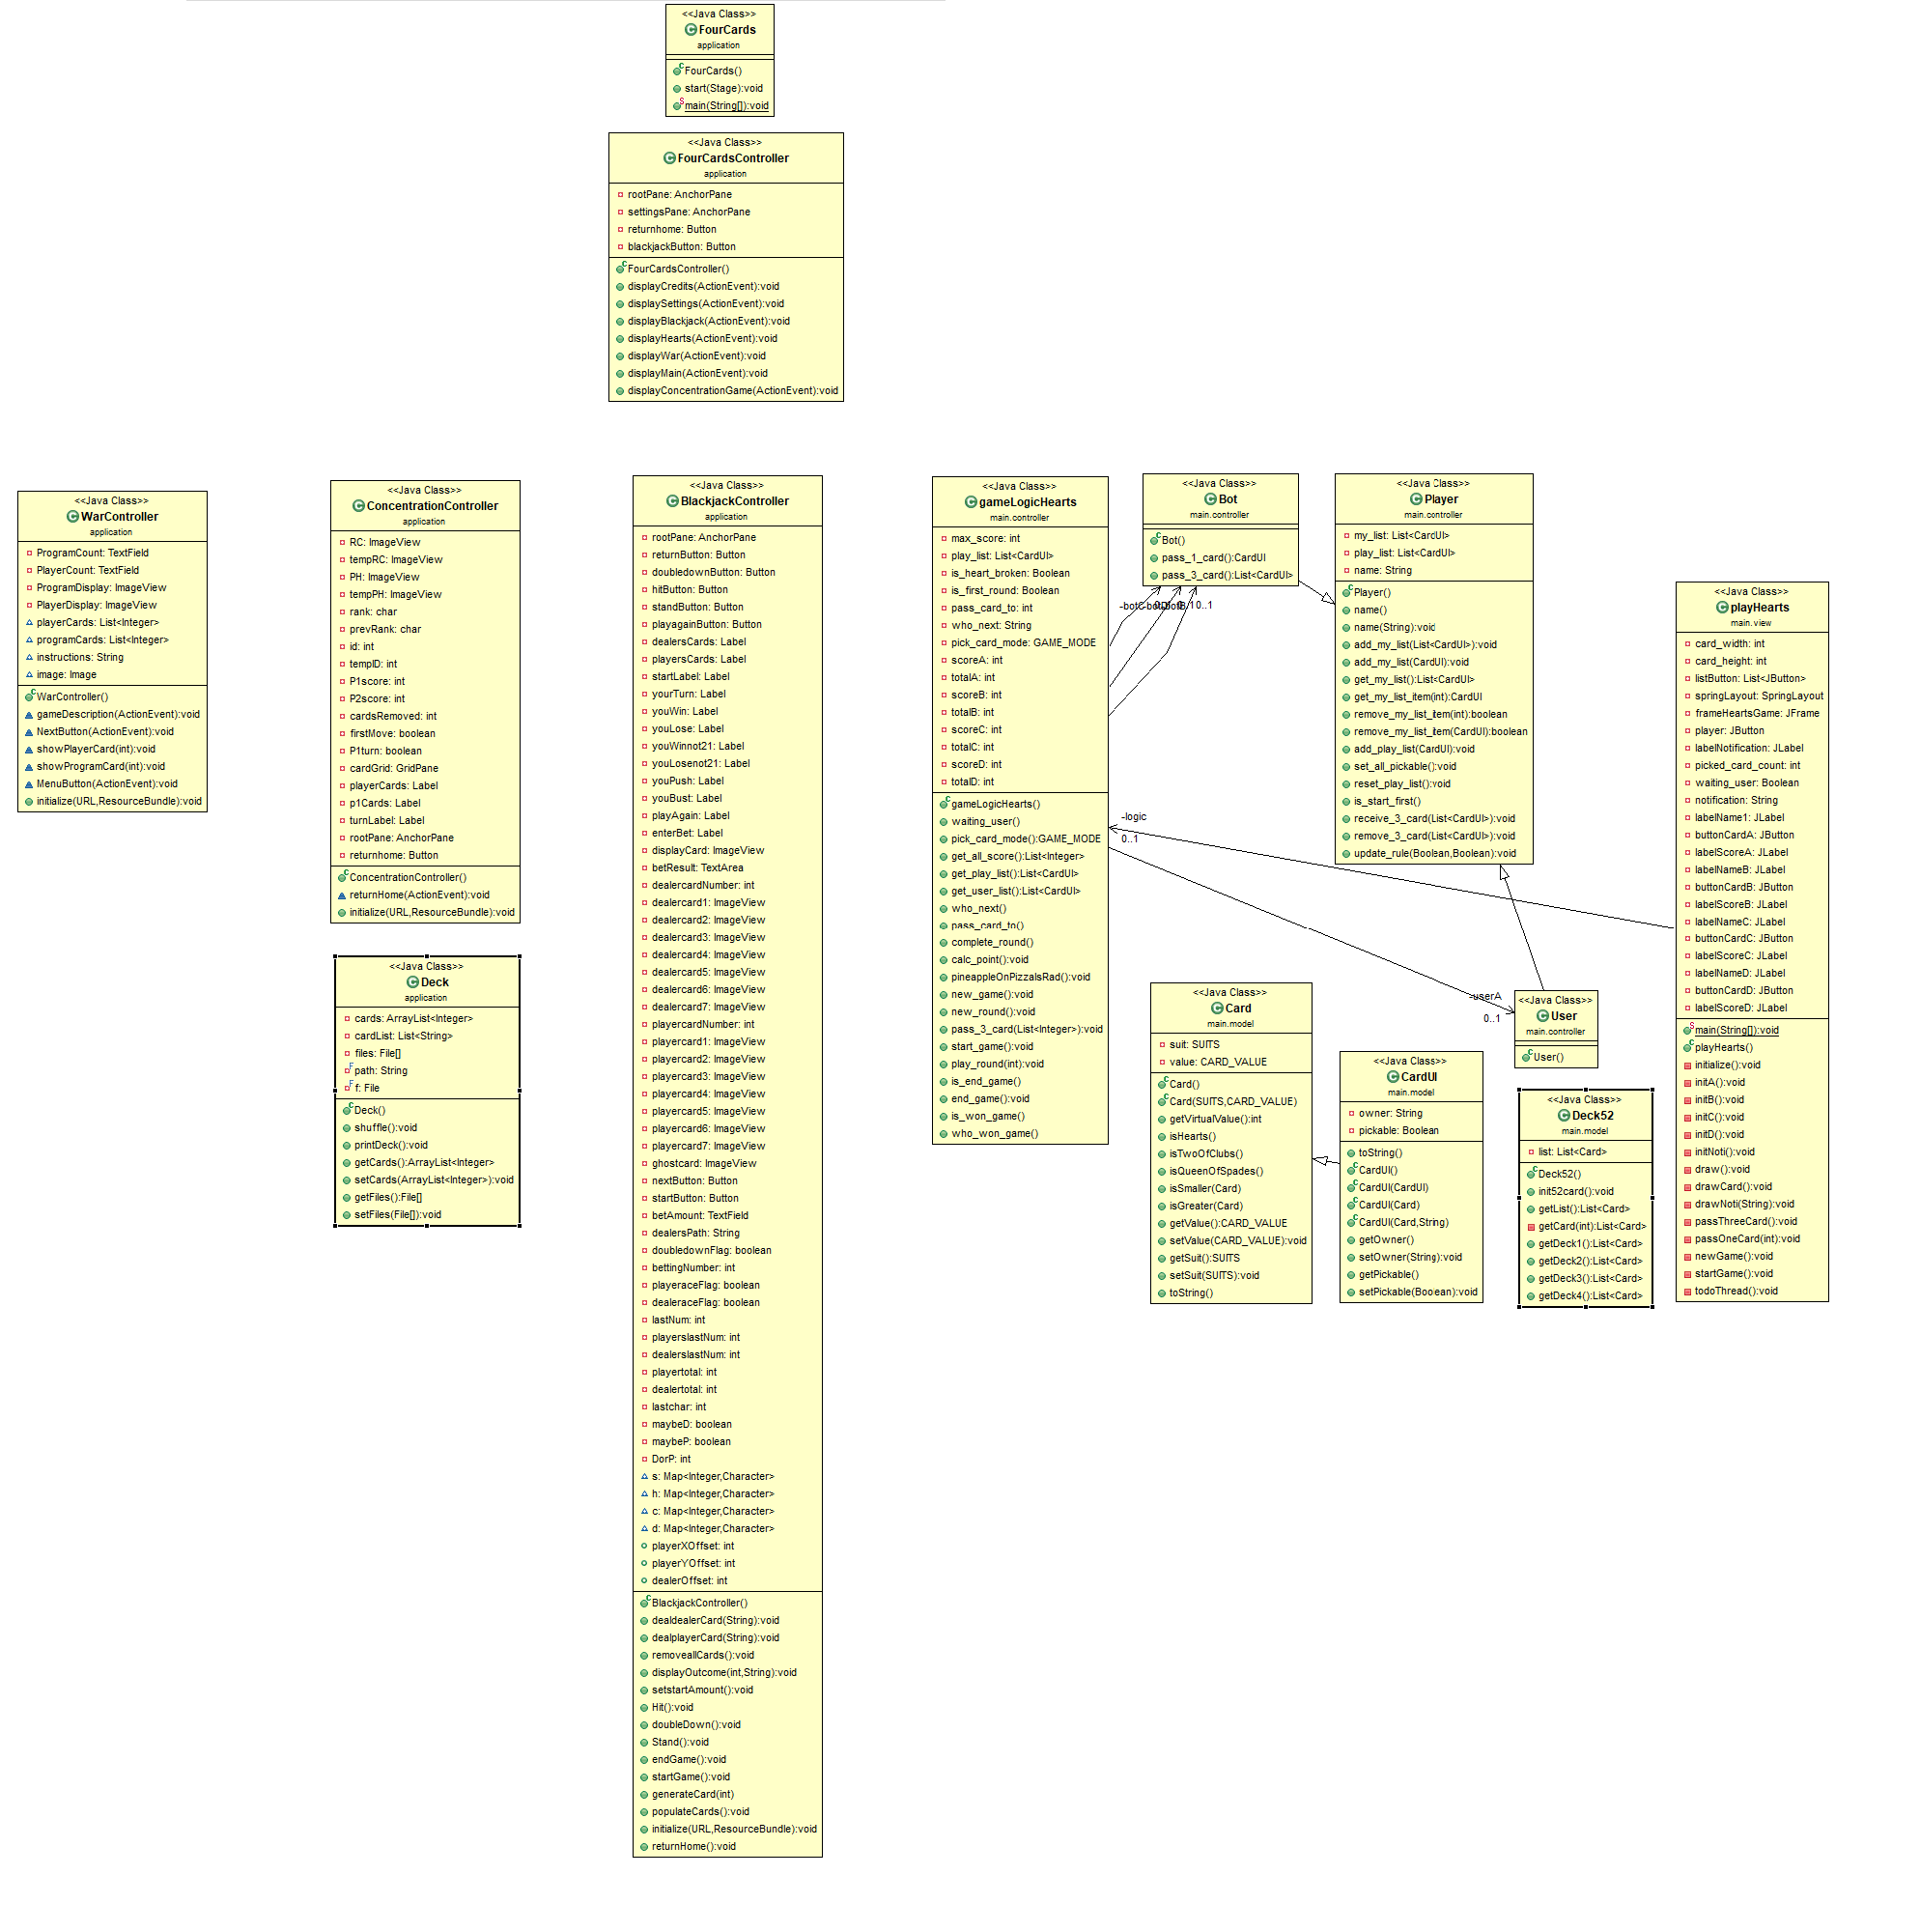 <<Java Class>>
FourCards
application
FourCards()
start(Stage):void
main(String[]):void
<<Java Class>>
FourCardsController
application
rootPane: AnchorPane
settingsPane: AnchorPane
returnhome: Button
blackjackButton: Button
FourCardsController()
displayCredits(ActionEvent):void
displaySettings(ActionEvent):void
displayBlackjack(ActionEvent):void
displayHearts(ActionEvent):void
displayWar(ActionEvent):void
displayMain(ActionEvent):void
displayConcentrationGame(ActionEvent):void
<<Java Class>>
WarController
application
ProgramCount: TextField
PlayerCount: TextField
ProgramDisplay: ImageView
PlayerDisplay: ImageView
playerCards: List<Integer>
programCards: List<Integer>
instructions: String
image: Image
WarController()
gameDescription(ActionEvent):void
NextButton(ActionEvent):void
showPlayerCard(int):void
showProgramCard(int):void
MenuButton(ActionEvent):void
initialize(URL,ResourceBundle):void
<<Java Class>>
ConcentrationController
application
RC: ImageView
tempRC: ImageView
PH: ImageView
tempPH: ImageView
rank: char
prevRank: char
id: int
tempID: int
P1score: int
P2score: int
cardsRemoved: int
firstMove: boolean
P1turn: boolean
cardGrid: GridPane
playerCards: Label
p1Cards: Label
turnLabel: Label
rootPane: AnchorPane
returnhome: Button
ConcentrationController()
returnHome(ActionEvent):void
initialize(URL,ResourceBundle):void
<<Java Class>>
Deck
application
cards: ArrayList<Integer>
cardList: List<String>
files: File[]
path: String
f: File
Deck()
shuffle():void
printDeck():void
getCards():ArrayList<Integer>
setCards(ArrayList<Integer>):void
getFiles():File[]
setFiles(File[]):void
<<Java Class>>
BlackjackController
application
rootPane: AnchorPane
returnButton: Button
doubledownButton: Button
hitButton: Button
standButton: Button
playagainButton: Button
dealersCards: Label
playersCards: Label
startLabel: Label
yourTurn: Label
youWin: Label
youLose: Label
youWinnot21: Label
youLosenot21: Label
youPush: Label
youBust: Label
playAgain: Label
enterBet: Label
displayCard: ImageView
betResult: TextArea
dealercardNumber: int
dealercard1: ImageView
dealercard2: ImageView
dealercard3: ImageView
dealercard4: ImageView
dealercard5: ImageView
dealercard6: ImageView
dealercard7: ImageView
playercardNumber: int
playercard1: ImageView
playercard2: ImageView
playercard3: ImageView
playercard4: ImageView
playercard5: ImageView
playercard6: ImageView
playercard7: ImageView
ghostcard: ImageView
nextButton: Button
startButton: Button
betAmount: TextField
dealersPath: String
doubledownFlag: boolean
bettingNumber: int
playeraceFlag: boolean
dealeraceFlag: boolean
lastNum: int
playerslastNum: int
dealerslastNum: int
playertotal: int
dealertotal: int
lastchar: int
maybeD: boolean
maybeP: boolean
DorP: int
s: Map<Integer,Character>
h: Map<Integer,Character>
c: Map<Integer,Character>
d: Map<Integer,Character>
playerXOffset: int
playerYOffset: int
dealerOffset: int
BlackjackController()
dealdealerCard(String):void
dealplayerCard(String):void
removeallCards():void
displayOutcome(int,String):void
setstartAmount():void
Hit():void
doubleDown():void
Stand():void
endGame():void
startGame():void
generateCard(int)
populateCards():void
initialize(URL,ResourceBundle):void
returnHome():void
<<Java Class>>
gameLogicHearts
main.controller
max_score: int
play_list: List<CardUI>
is_heart_broken: Boolean
is_first_round: Boolean
pass_card_to: int
who_next: String
pick_card_mode: GAME_MODE
scoreA: int
totalA: int
scoreB: int
totalB: int
scoreC: int
totalC: int
scoreD: int
totalD: int
gameLogicHearts()
waiting_user()
pick_card_mode():GAME_MODE
get_all_score():List<Integer>
get_play_list():List<CardUI>
get_user_list():List<CardUI>
who_next()
pass_card_to()
complete_round()
calc_point():void
pineappleOnPizzaIsRad():void
new_game():void
new_round():void
pass_3_card(List<Integer>):void
start_game():void
play_round(int):void
is_end_game()
end_game():void
is_won_game()
who_won_game()
<<Java Class>>
Bot
main.controller
Bot()
pass_1_card():CardUI
pass_3_card():List<CardUI>
0..1
<<Java Class>>
Player
main.controller
my_list: List<CardUI>
play_list: List<CardUI>
name: String
Player()
name()
name(String):void
add_my_list(List<CardUI>):void
add_my_list(CardUI):void
get_my_list():List<CardUI>
get_my_list_item(int):CardUI
remove_my_list_item(int):boolean
remove_my_list_item(CardUI):boolean
add_play_list(CardUI):void
set_all_pickable():void
reset_play_list():void
is_start_first()
receive_3_card(List<CardUI>):void
remove_3_card(List<CardUI>):void
update_rule(Boolean,Boolean):void
-logic
0..1
-userA
0..1
<<Java Class>>
User
main.controller
User()
<<Java Class>>
Card
main.model
suit: SUITS
value: CARD_VALUE
Card()
Card(SUITS,CARD_VALUE)
getVirtualValue():int
isHearts()
isTwoOfClubs()
isQueenOfSpades()
isSmaller(Card)
isGreater(Card)
getValue():CARD_VALUE
setValue(CARD_VALUE):void
getSuit():SUITS
setSuit(SUITS):void
toString()
<<Java Class>>
CardUI
main.model
owner: String
pickable: Boolean
toString()
CardUI()
CardUI(CardUI)
CardUI(Card)
CardUI(Card,String)
getOwner()
setOwner(String):void
getPickable()
setPickable(Boolean):void
<<Java Class>>
Deck52
main.model
list: List<Card>
Deck52()
init52card():void
getList():List<Card>
getCard(int):List<Card>
getDeck1():List<Card>
getDeck2():List<Card>
getDeck3():List<Card>
getDeck4():List<Card>
<<Java Class>>
playHearts
main.view
card_width: int
card_height: int
listButton: List<JButton>
springLayout: SpringLayout
frameHeartsGame: JFrame
player: JButton
labelNotification: JLabel
picked_card_count: int
waiting_user: Boolean
notification: String
labelName1: JLabel
buttonCardA: JButton
labelScoreA: JLabel
labelNameB: JLabel
buttonCardB: JButton
labelScoreB: JLabel
labelNameC: JLabel
buttonCardC: JButton
labelScoreC: JLabel
labelNameD: JLabel
buttonCardD: JButton
labelScoreD: JLabel
main(String[]):void
playHearts()
initialize():void
initA():void
initB():void
initC():void
initD():void
initNoti():void
draw():void
drawCard():void
drawNoti(String):void
passThreeCard():void
passOneCard(int):void
newGame():void
startGame():void
todoThread():void